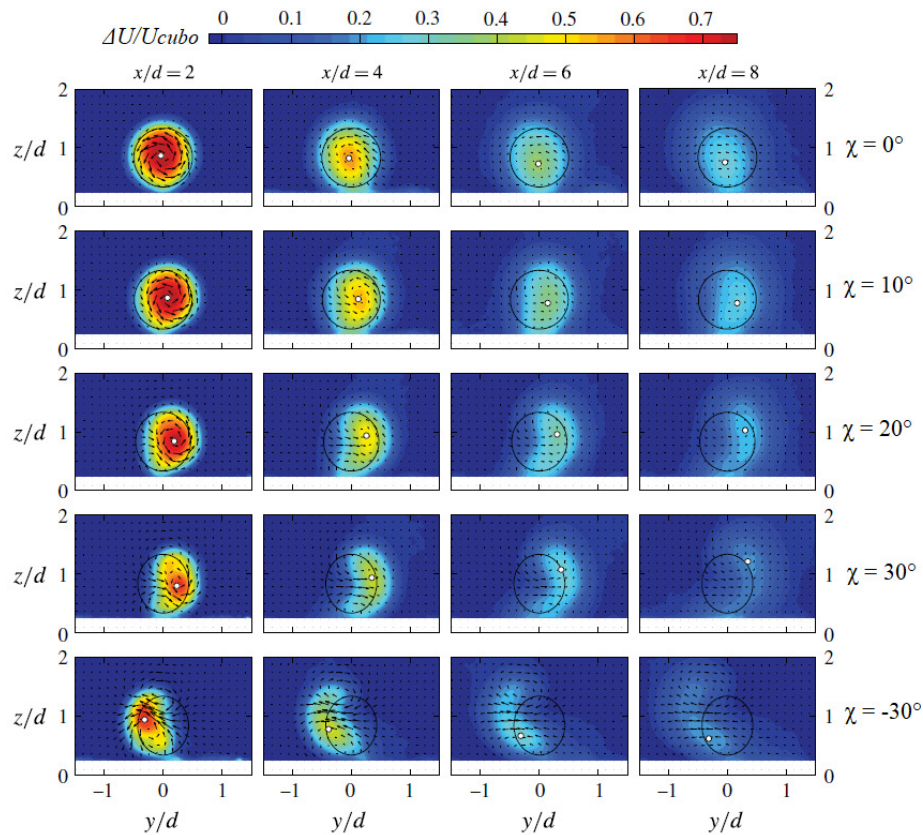 0 0.1 0.2 0.3 0.4 0.5 0.6 0.7
ΔU/Ucubo
x/d = 2 x/d = 4 x/d = 6 x/d = 8
2 2
z/d 1 1 χ = 0°
0 0
2 2
z/d 1 1 χ = 10°
0 0
2 2
z/d 1 1 χ = 20°
0 0
2 2
z/d 1 1 χ = 30°
0 0
2 2
z/d 1 1 χ = -30°
0 0
−1 0 1 −1 0 1 −1 0 1 −1 0 1
y/d y/d y/d y/d